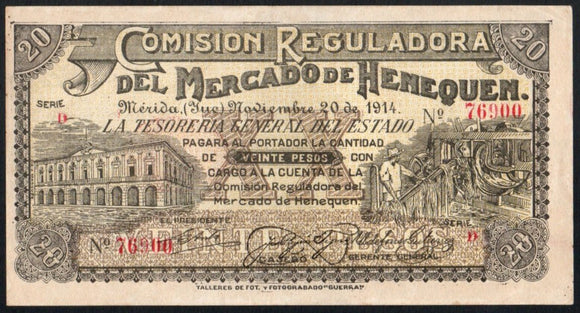 20 20
COMISION REGULADORA
DEL MERCADO DE HENEQUEN.
Mérida, (Yuc) Noviembre 20 de 1914.
SERIE D
Nº 76900
LA TESORERIA GENERAL DEL ESTADO
PAGARA AL PORTADOR LA CANTIDAD
DE VEINTE PESOS CON
CARGO A LA CUENTA DE LA
Comisión Reguladora del
Mercado de Henequen.
EL PRESIDENTE
SERIE D
Nº 76900
CAJERO
GERENTE GENERAL
20 20
TALLERES DE FOT. Y FOTOGRABADO "GUERRA"